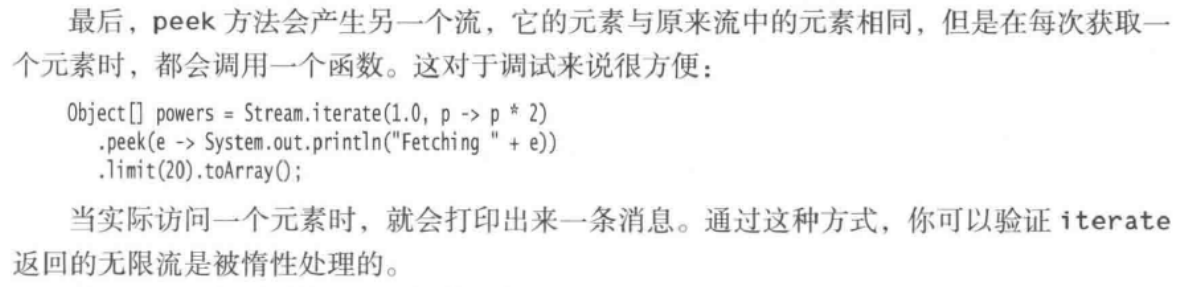 最后，peek 方法会产生另一个流，它的元素与原来流中的元素相同，但是在每次获取一
个元素时，都会调用一个函数。这对于调试来说很方便：
Object[] powers = Stream.iterate(1.0, p -> p * 2)
.peek(e -> System.out.println("Fetching " + e))
.limit(20).toArray();
当实际访问一个元素时，就会打印出来一条消息。通过这种方式，你可以验证 iterate
返回的无限流是被惰性处理的。